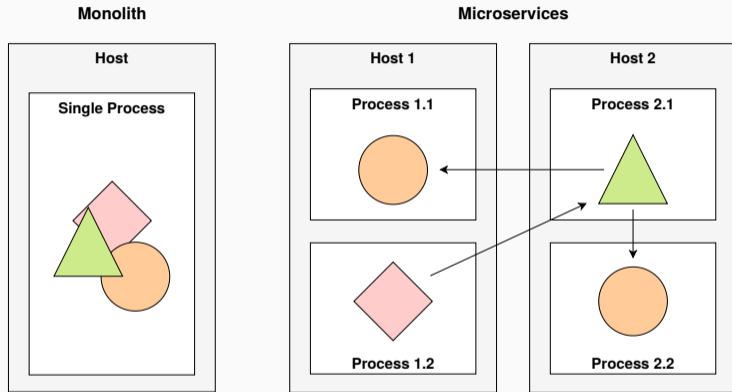 Monolith
Microservices
Host
Single Process
Host 1
Process 1.1
Process 1.2
Host 2
Process 2.1
Process 2.2